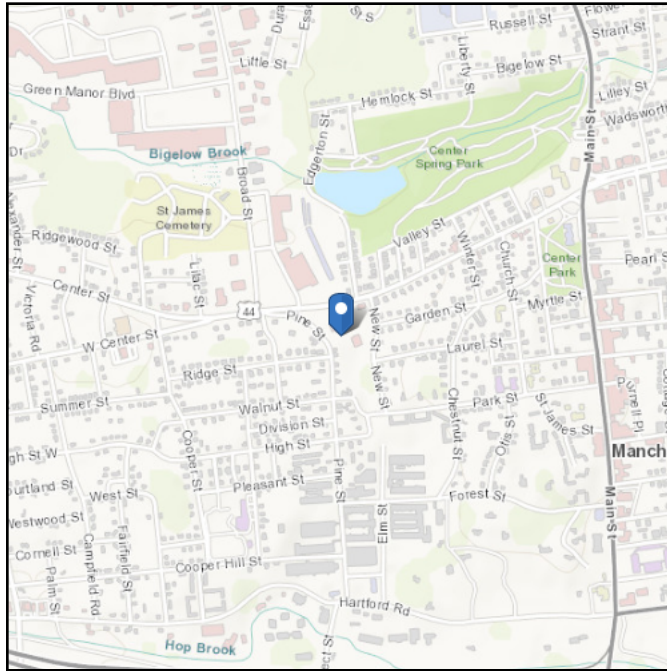 St S
Russell St
Strant St
Little St
Liberty St
Bigelow St
Lilley St
Green Manor Blvd
Hemlock St
Main St
Bigelow Brook
Edgerton St
Center
Spring Park
Dr
Broad St
St James
Cemetery
Valley St
Ridgewood St
Winter St
Church St
Center
Park
Pearl St
Alexander St
Victoria Rd
Lilac St
Center St
44
Pine St
New St
Garden St
Myrtle St
W Center St
Laurel St
Ridge St
New St
Summer St
Walnut St
Park St
Chestnut St
Otis St
St James St
Purnell Pl
Division St
High St
Cooper St
Manch
Pleasant St
Pine St
West St
Elm St
Forest St
Main St
Westwood St
Fairfield St
Campfield Rd
Cornell St
Palm St
Cooper Hill St
Hartford Rd
Hop Brook